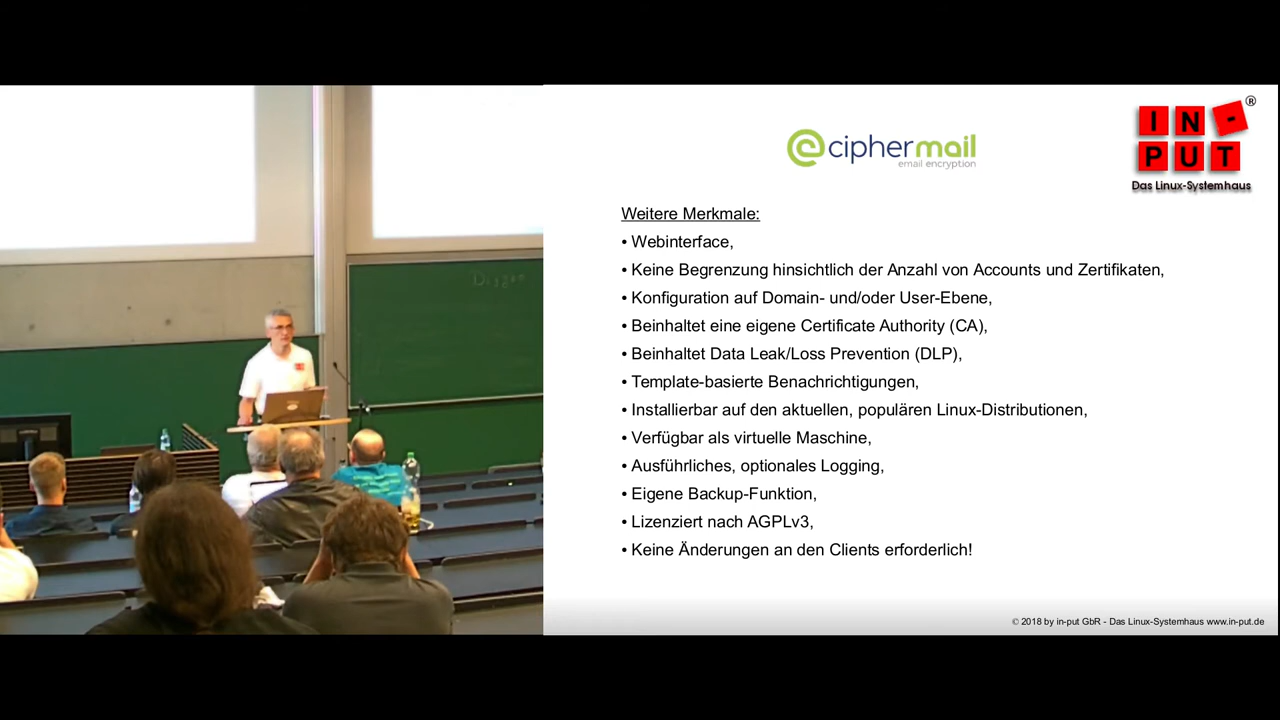 IN-
PUT
®
Das Linux-Systemhaus
ciphermail
email encryption
Weitere Merkmale:
• Webinterface,
• Keine Begrenzung hinsichtlich der Anzahl von Accounts und Zertifikaten,
• Konfiguration auf Domain- und/oder User-Ebene,
• Beinhaltet eine eigene Certificate Authority (CA),
• Beinhaltet Data Leak/Loss Prevention (DLP),
• Template-basierte Benachrichtigungen,
• Installierbar auf den aktuellen, populären Linux-Distributionen,
• Verfügbar als virtuelle Maschine,
• Ausführliches, optionales Logging,
• Eigene Backup-Funktion,
• Lizenziert nach AGPLv3,
• Keine Änderungen an den Clients erforderlich!
© 2018 by in-put GbR - Das Linux-Systemhaus www.in-put.de